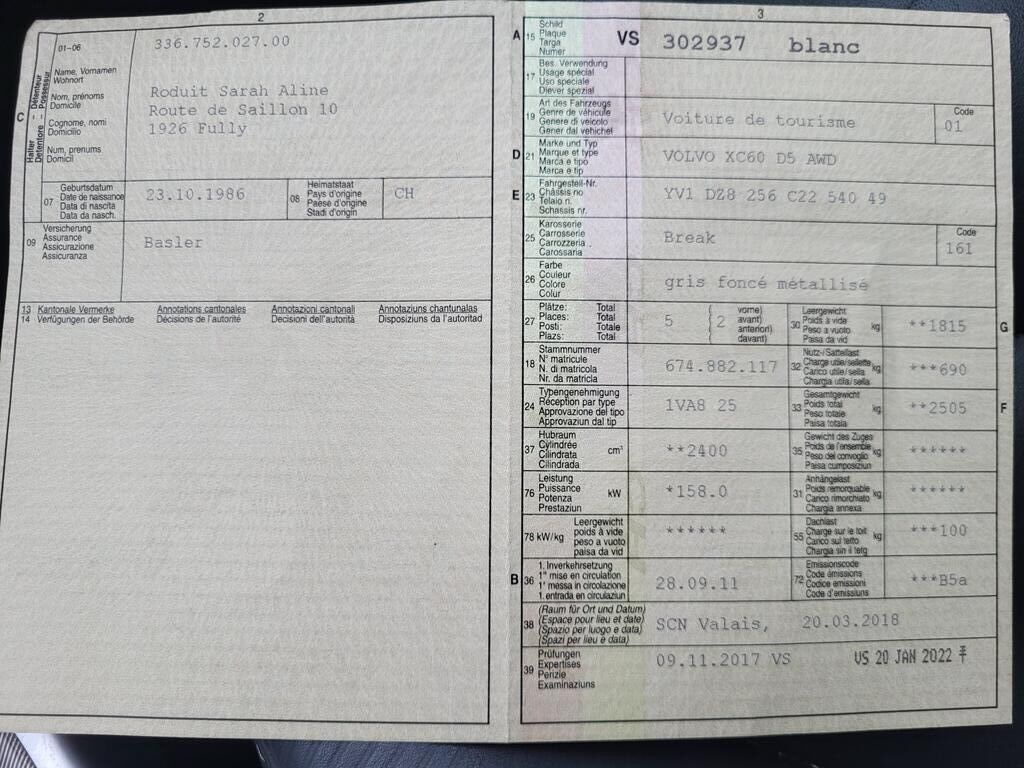 2
C
Halter – Détenteur
Detentore – Possessur
01-06
336.752.027.00
Name, Vornamen
Wohnort
Nom, prénoms
Domicile
Cognome, nomi
Domicilio
Num, prenums
Domicil
Roduit Sarah Aline
Route de Saillon 10
1926 Fully
07
Geburtsdatum
Date de naissance
Data di nascita
Data da nasch.
23.10.1986
08
Heimatstaat
Pays d'origine
Paese d'origine
Stadi d'origin
CH
09
Versicherung
Assurance
Assicurazione
Assicuranza
Basler
13 Kantonale Vermerke Annotations cantonales Annotazioni cantonali Annotaziuns chantunalas
14 Verfügungen der Behörde Décisions de l'autorité Decisioni dell'autorità Disposiziuns da l'autoritad
3
A 15
Schild
Plaque
Targa
Numer
VS 302937 blanc
17
Bes. Verwendung
Usage spécial
Uso speciale
Diever spezial
19
Art des Fahrzeugs
Genre de véhicule
Genere di veicolo
Gener dal vehichel
Voiture de tourisme
Code
01
D 21
Marke und Typ
Marque et type
Marca e tipo
Marca e tip
VOLVO XC60 D5 AWD
E 23
Fahrgestell-Nr.
Châssis no
Telaio n.
Schassis nr.
YV1 DZ8 256 C22 540 49
25
Karosserie
Carrosserie
Carrozzeria
Carossaria
Break
Code
161
26
Farbe
Couleur
Colore
Colur
gris foncé métallisé
27
Plätze: Total
Places: Total
Posti: Totale
Plazs: Total
5
2
vorne)
avant)
anteriori)
davant)
30
Leergewicht
Poids à vide
Peso a vuoto
Paisa da vid
kg
**1815
G
18
Stammnummer
N° matricule
N. di matricola
Nr. da matricla
674.882.117
32
Nutz-/Sattellast
Charge utile/sellette
Carico utile/sella
Chargia utila/sella
kg
***690
24
Typengenehmigung
Réception par type
Approvazione del tipo
Approvaziun dal tip
1VA8 25
33
Gesamtgewicht
Poids total
Peso totale
Paisa totala
kg
**2505
F
37
Hubraum
Cylindrée
Cilindrata
Cilindrada
cm³
**2400
35
Gewicht des Zuges
Poids de l'ensemble
Peso del convoglio
Paisa cumposiziun
kg
******
76
Leistung
Puissance
Potenza
Prestaziun
kW
*158.0
31
Anhängelast
Poids remorquable
Carico rimorchiato
Chargia annexa
kg
******
78 kW/kg
Leergewicht
poids à vide
peso a vuoto
paisa da vid
******
55
Dachlast
Charge sur le toit
Carico sul tetto
Chargia sin il tetg
kg
***100
B 36
1. Inverkehrsetzung
1re mise en circulation
1a messa in circolazione
1. entrada en circulaziun
28.09.11
72
Emissionscode
Code émissions
Codice emissioni
Code d'emissiuns
***B5a
38
(Raum für Ort und Datum)
(Espace pour lieu et date)
(Spazio per luogo e data)
(Spazi per lieu e data)
SCN Valais, 20.03.2018
39
Prüfungen
Expertises
Perizie
Examinaziuns
09.11.2017 VS
VS 20 JAN 2022